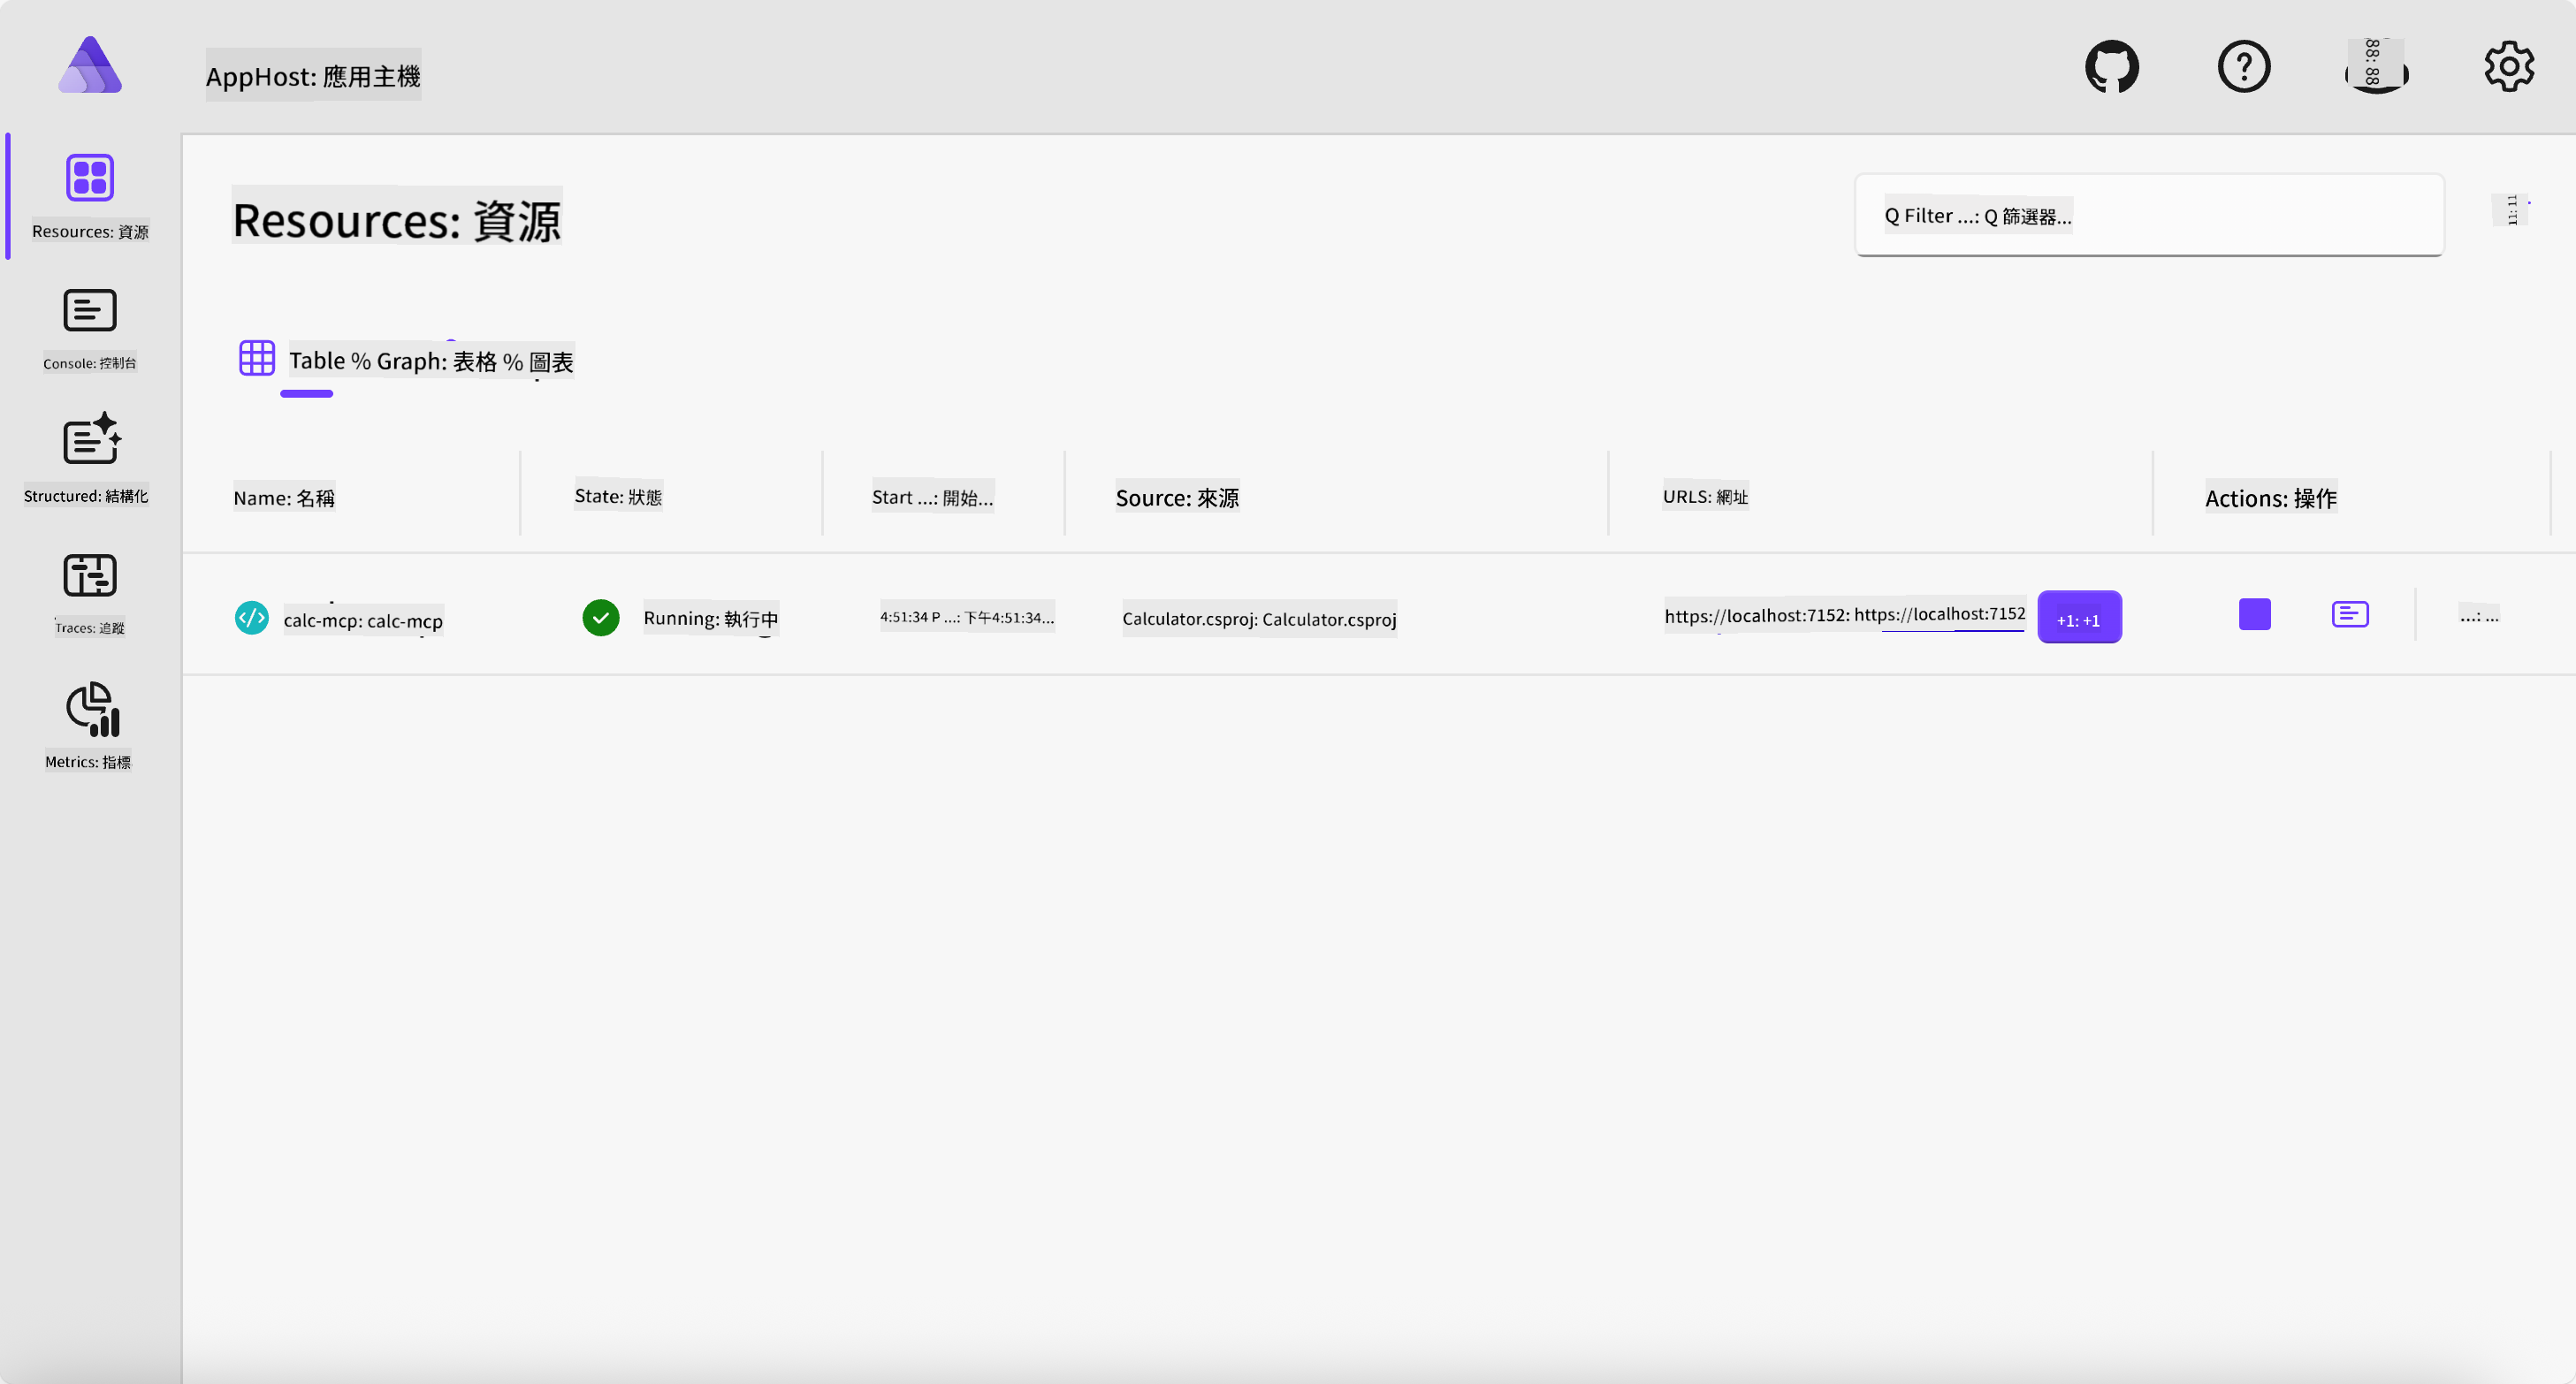 AppHost: 應用主機
88: 88
Resources: 資源
Console: 控制台
Structured: 結構化
Traces: 追蹤
Metrics: 指標
Resources: 資源
Q Filter ...: Q 篩選器...
11: 11
Table % Graph: 表格 % 圖表
Name: 名稱
State: 狀態
Start ...: 開始...
Source: 來源
URLS: 網址
Actions: 操作
calc-mcp: calc-mcp
Running: 執行中
4:51:34 P ...: 下午4:51:34...
Calculator.csproj: Calculator.csproj
https://localhost:7152: https://localhost:7152
+1: +1
...: ...